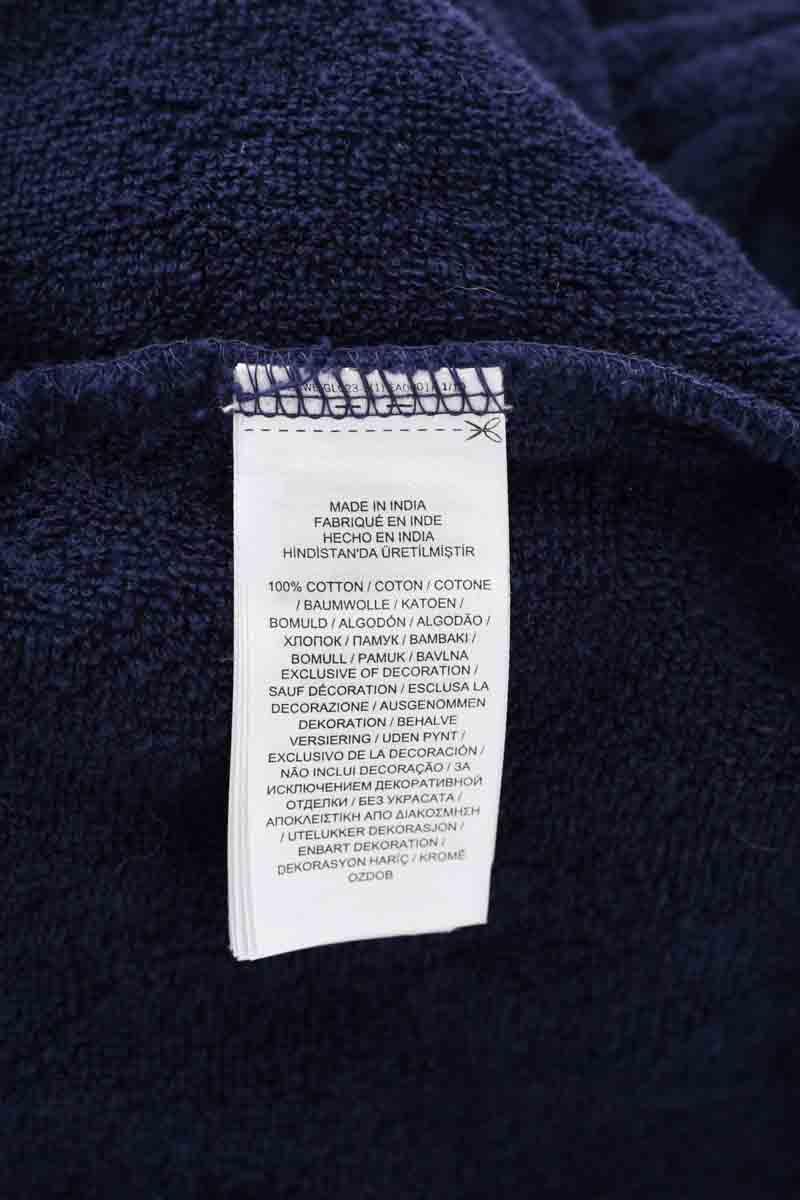 MADE IN INDIA
FABRIQUÉ EN INDE
HECHO EN INDIA
HİNDİSTAN'DA ÜRETİLMİŞTİR
100% COTTON / COTON / COTONE
/ BAUMWOLLE / KATOEN /
BOMULD / ALGODÓN / ALGODÃO /
ХЛОПОК / ПАМУК / ΒΑΜΒΑΚΙ /
BOMULL / PAMUK / BAVLNA
EXCLUSIVE OF DECORATION /
SAUF DÉCORATION / ESCLUSA LA
DECORAZIONE / AUSGENOMMEN
DEKORATION / BEHALVE
VERSIERING / UDEN PYNT /
EXCLUSIVO DE LA DECORACIÓN /
NÃO INCLUI DECORAÇÃO / ЗА
ИСКЛЮЧЕНИЕМ ДЕКОРАТИВНОЙ
ОТДЕЛКИ / БЕЗ УКРАСАТА /
ΑΠΟΚΛΕΙΣΤΙΚΗ ΑΠΟ ΔΙΑΚΟΣΜΗΣΗ
/ UTELUKKER DEKORASJON /
ENBART DEKORATION /
DEKORASYON HARİÇ / KROMĚ
OZDOB